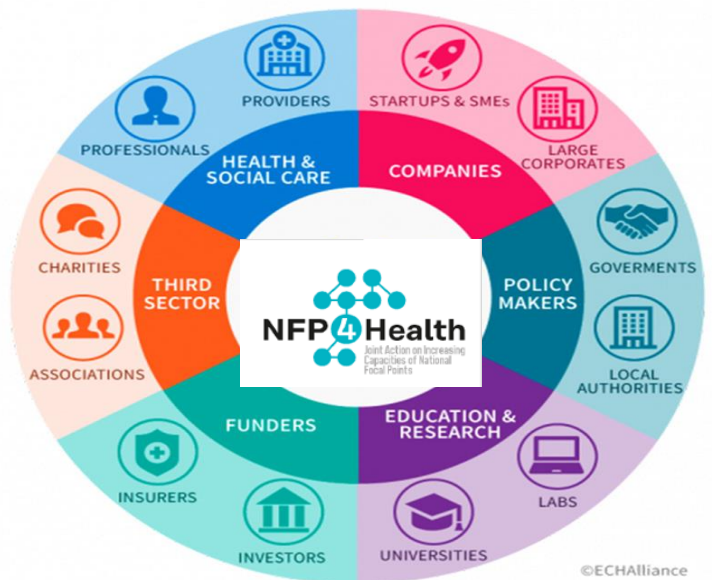 PROVIDERS
STARTUPS & SMEs
PROFESSIONALS
LARGE
CORPORATES
HEALTH &
SOCIAL CARE
COMPANIES
CHARITIES
GOVERMENTS
THIRD
SECTOR
POLICY
MAKERS
NFP4Health
Joint Action on Increasing
Capacities of National
Focal Points
ASSOCIATIONS
LOCAL
AUTHORITIES
FUNDERS
EDUCATION &
RESEARCH
INSURERS
LABS
INVESTORS
UNIVERSITIES
©ECHAlliance